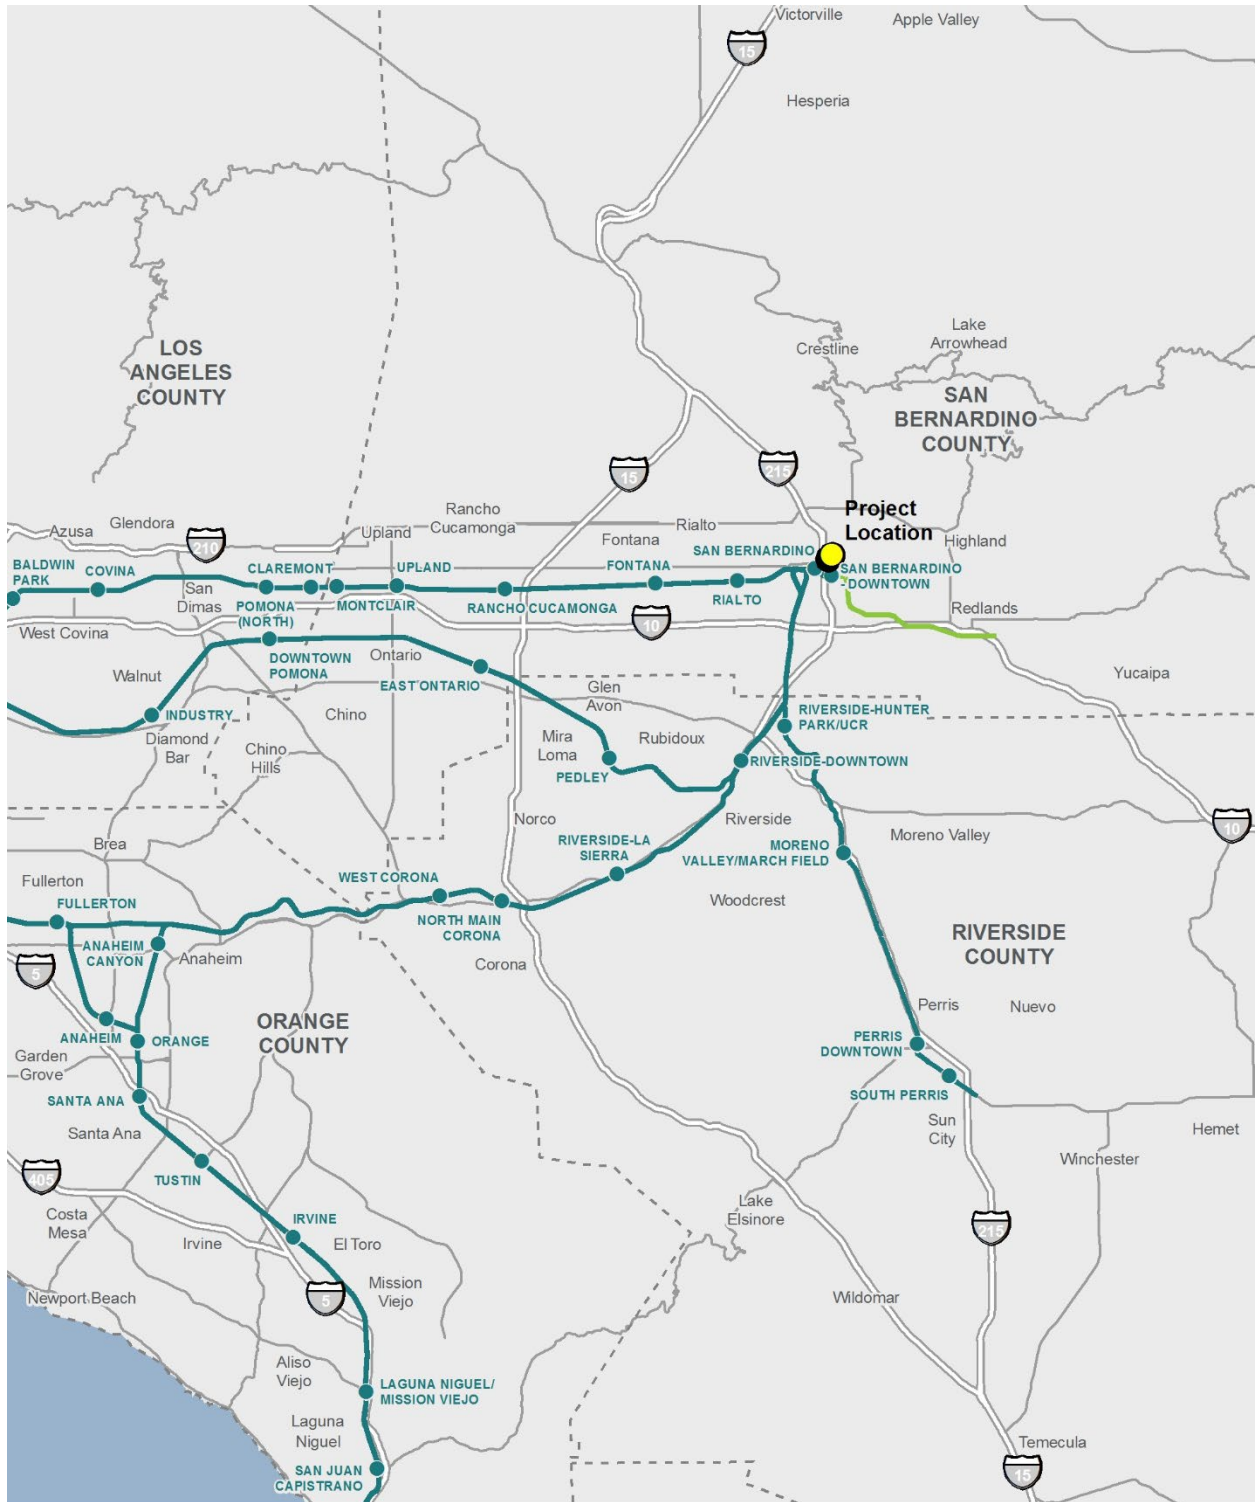 Victorville
Apple Valley
15
Hesperia
Lake
Arrowhead
Crestline
LOS
ANGELES
COUNTY
SAN
BERNARDINO
COUNTY
15
215
Project
Location
Rancho
Cucamonga
Glendora
Azusa
Upland
Rialto
Fontana
Highland
210
SAN BERNARDINO
BALDWIN
PARK
COVINA
CLAREMONT
UPLAND
FONTANA
SAN BERNARDINO
-DOWNTOWN
San
Dimas
POMONA
(NORTH)
MONTCLAIR
RANCHO CUCAMONGA
RIALTO
Redlands
West Covina
10
Walnut
DOWNTOWN
POMONA
Ontario
EAST ONTARIO
Yucaipa
Glen
Avon
INDUSTRY
Chino
RIVERSIDE-HUNTER
PARK/UCR
Diamond
Bar
Chino
Hills
Mira
Loma
Rubidoux
PEDLEY
RIVERSIDE-DOWNTOWN
Norco
Riverside
10
Brea
RIVERSIDE-LA
SIERRA
MORENO
VALLEY/MARCH FIELD
Moreno Valley
Fullerton
FULLERTON
WEST CORONA
NORTH MAIN
CORONA
Woodcrest
ANAHEIM
CANYON
Anaheim
Corona
RIVERSIDE
COUNTY
5
ORANGE
COUNTY
Perris
Nuevo
ANAHEIM
ORANGE
PERRIS
DOWNTOWN
Garden
Grove
SANTA ANA
SOUTH PERRIS
Santa Ana
Sun
City
Hemet
Winchester
405
TUSTIN
Costa
Mesa
Irvine
IRVINE
El Toro
Lake
Elsinore
215
Mission
Viejo
5
Newport Beach
Wildomar
Aliso
Viejo
LAGUNA NIGUEL/
MISSION VIEJO
Laguna
Niguel
Temecula
SAN JUAN
CAPISTRANO
15